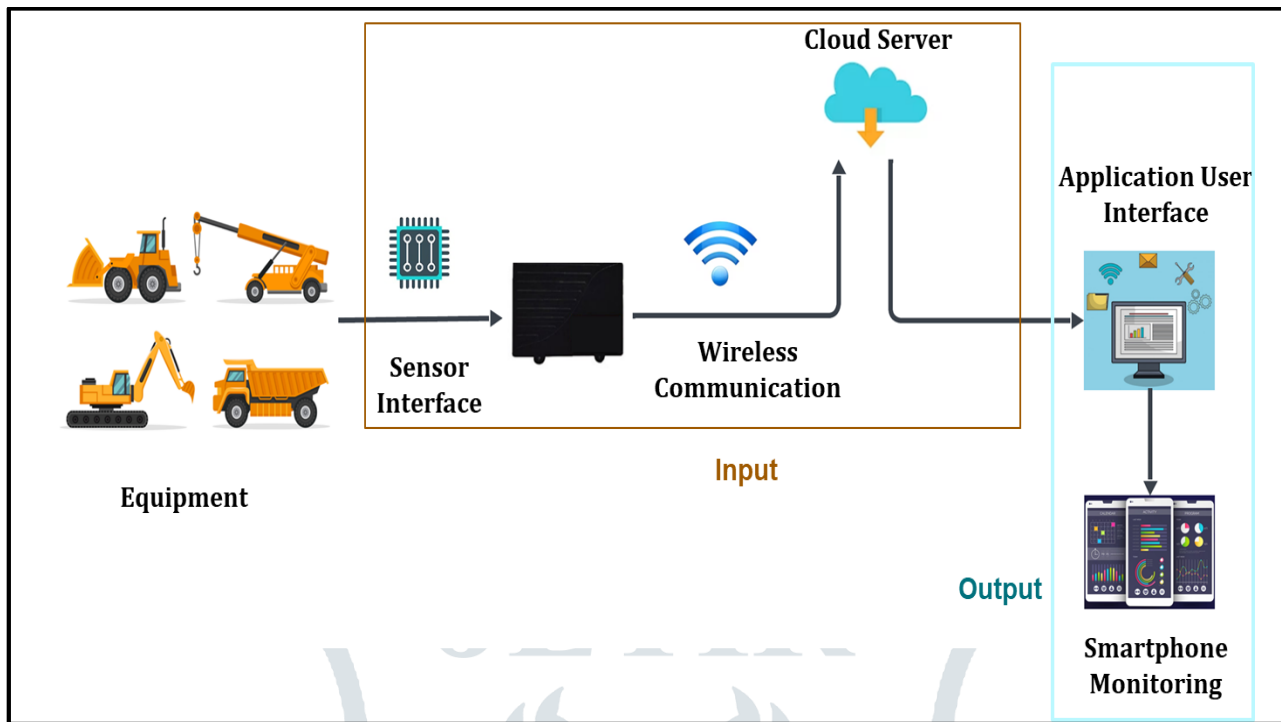 Cloud Server
Application User
Interface
Sensor
Interface
Wireless
Communication
Input
Equipment
Output
Smartphone
Monitoring